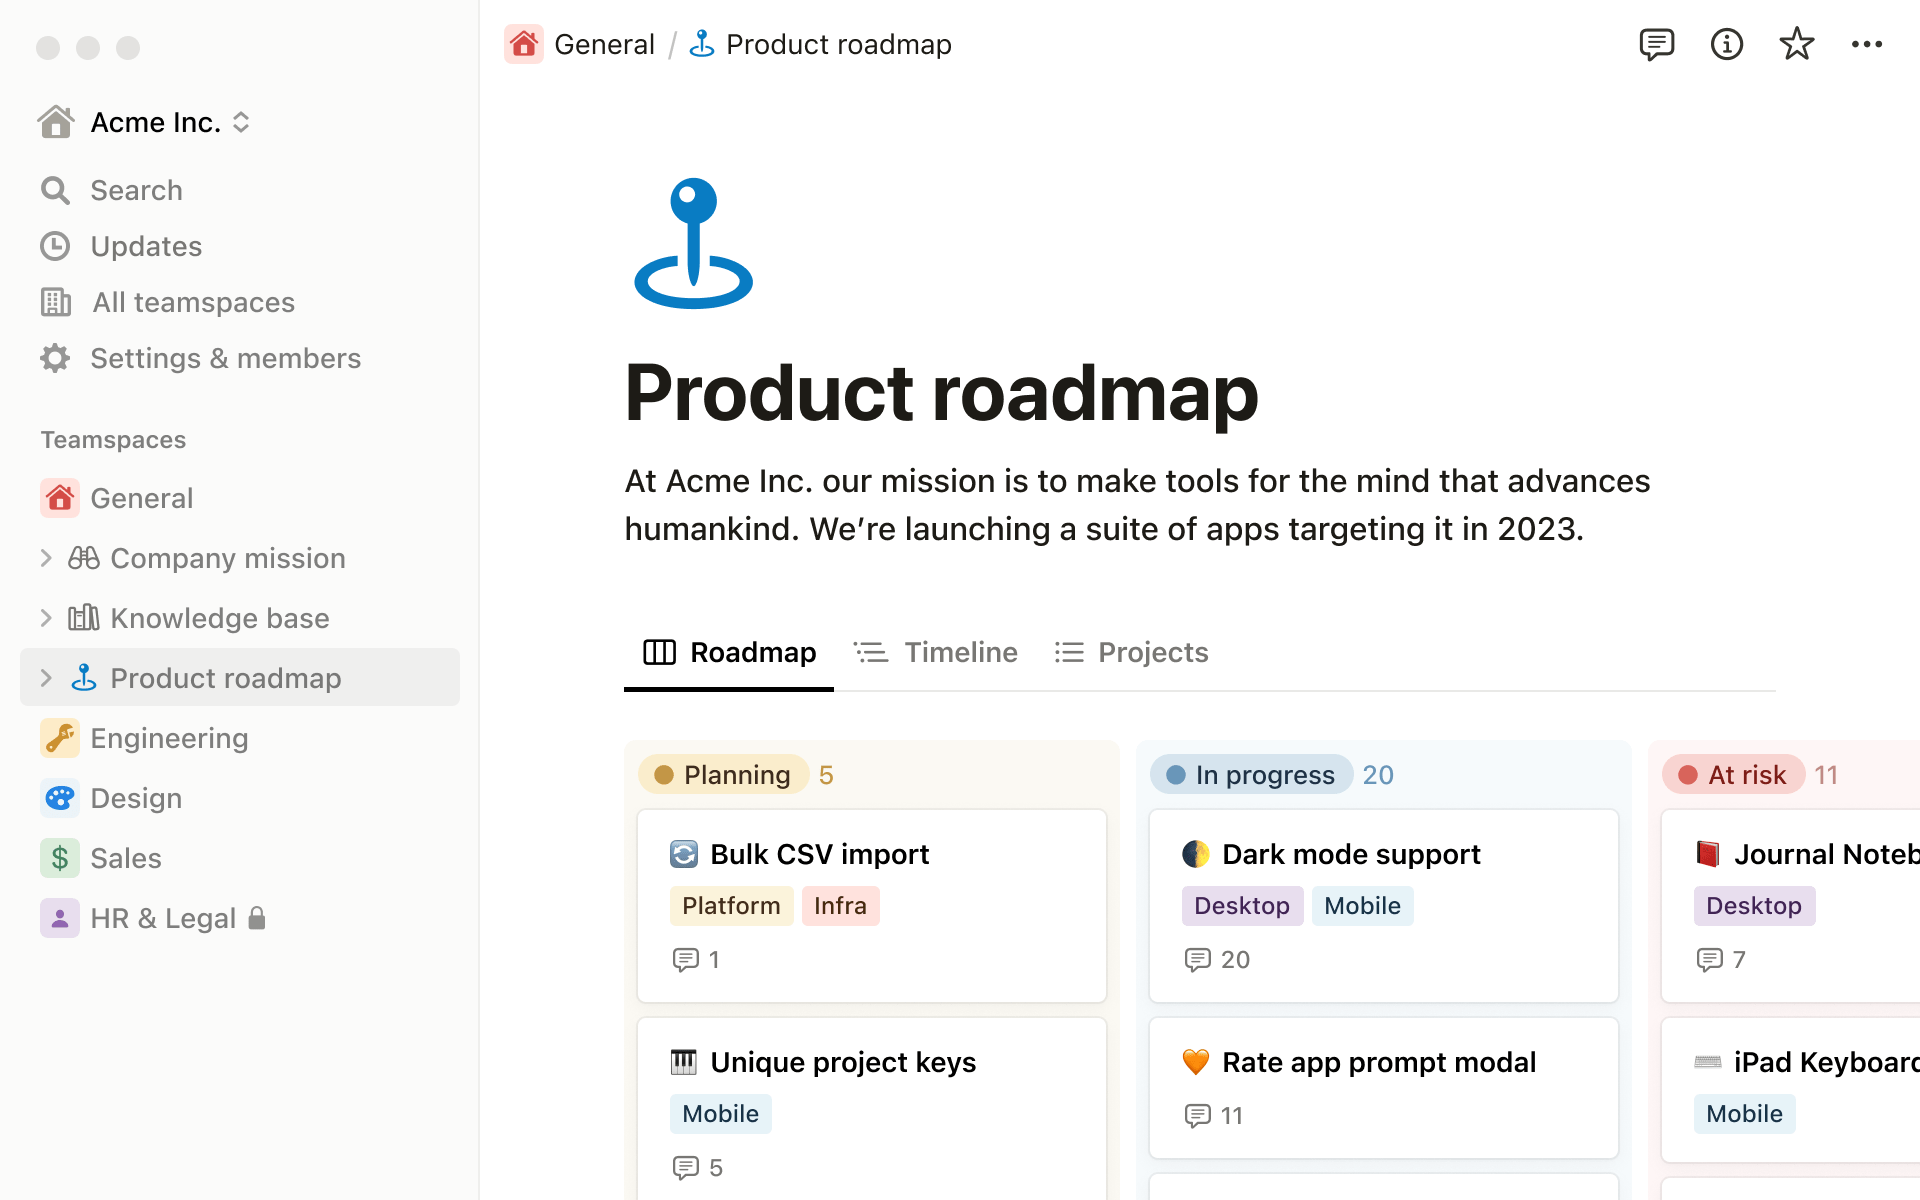 General / Product roadmap
Acme Inc.
Search
Updates
All teamspaces
Settings & members
Teamspaces
General
Company mission
Knowledge base
Product roadmap
Engineering
Design
$ Sales
HR & Legal
Product roadmap
At Acme Inc. our mission is to make tools for the mind that advances
humankind. We’re launching a suite of apps targeting it in 2023.
Roadmap Timeline Projects
Planning 5
Bulk CSV import
Platform Infra
1
Unique project keys
Mobile
5
In progress 20
Dark mode support
Desktop Mobile
20
Rate app prompt modal
11
At risk 11
Journal Noteb
Desktop
7
iPad Keyboard
Mobile